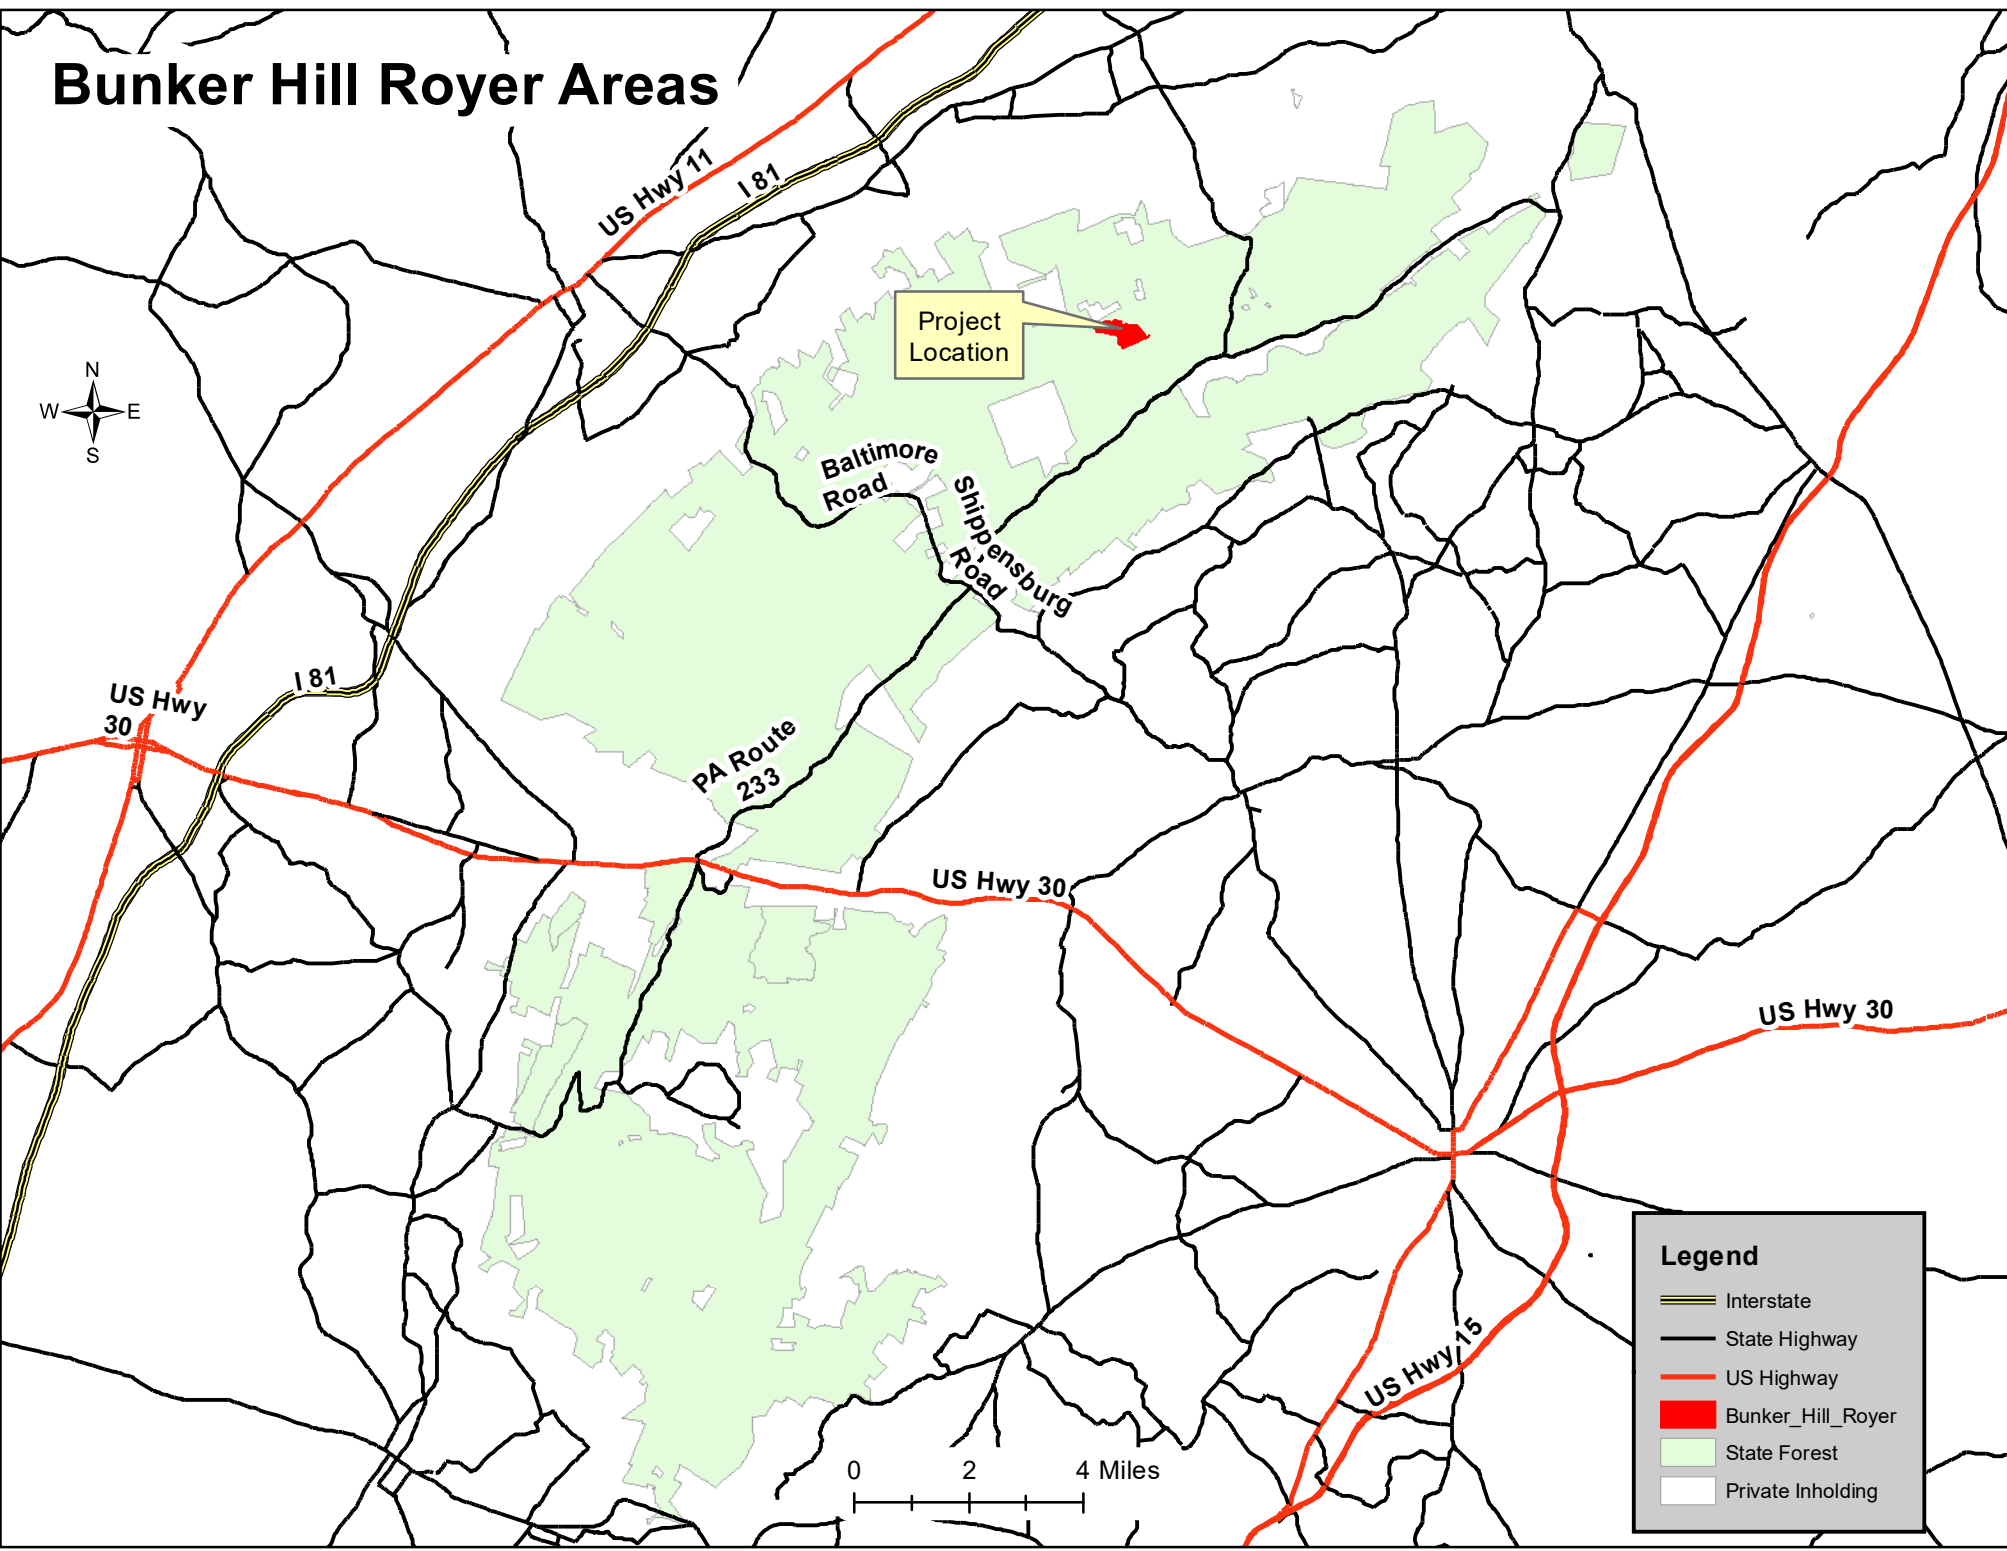 Bunker Hill Royer Areas
US Hwy 11
I 81
Project
Location
N
W
E
S
Baltimore
Road
Shippensburg
Road
I 81
US Hwy
30
PA Route
233
US Hwy 30
US Hwy 30
US Hwy 15
0 2 4 Miles
Legend
Interstate
State Highway
US Highway
Bunker_Hill_Royer
State Forest
Private Inholding